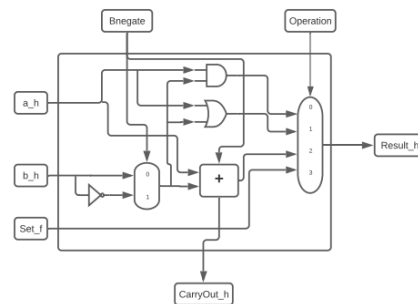 Bnegate
Operation
a_h
0
1
Result_h
b_h
0
2
+
1
3
Set_f
CarryOut_h